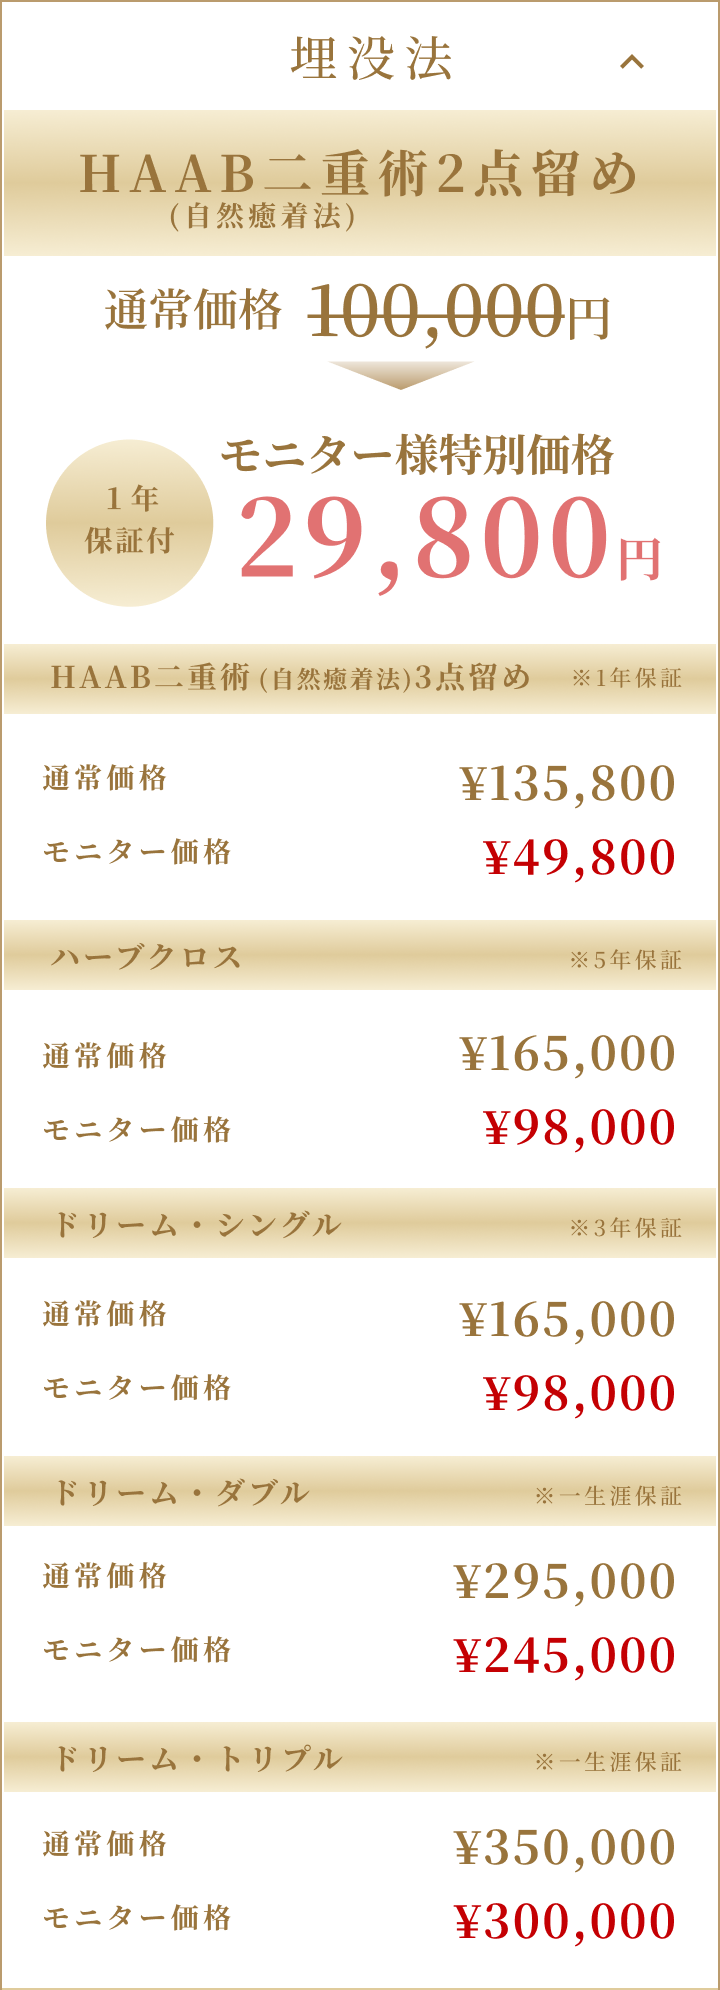 埋没法
HAAB二重術2点留め
(自然癒着法)
通常価格 100,000円
モニター様特別価格
1年
保証付
29,800円
HAAB二重術(自然癒着法)3点留め ※1年保証
通常価格 ¥135,800
モニター価格 ¥49,800
ハーブクロス ※5年保証
通常価格 ¥165,000
モニター価格 ¥98,000
ドリーム・シングル ※3年保証
通常価格 ¥165,000
モニター価格 ¥98,000
ドリーム・ダブル ※一生涯保証
通常価格 ¥295,000
モニター価格 ¥245,000
ドリーム・トリプル ※一生涯保証
通常価格 ¥350,000
モニター価格 ¥300,000